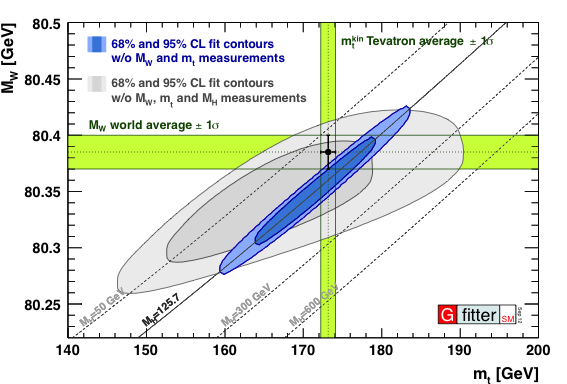 M_W [GeV]
80.5
80.45
80.4
80.35
80.3
80.25
68% and 95% CL fit contours
w/o M_W and m_t measurements
68% and 95% CL fit contours
w/o M_W, m_t and M_H measurements
M_W world average ± 1σ
m_t^kin Tevatron average ± 1σ
M_H=50 GeV
M_H=125.7
M_H=300 GeV
M_H=600 GeV
G fitter SM
Sep 12
140 150 160 170 180 190 200
m_t [GeV]